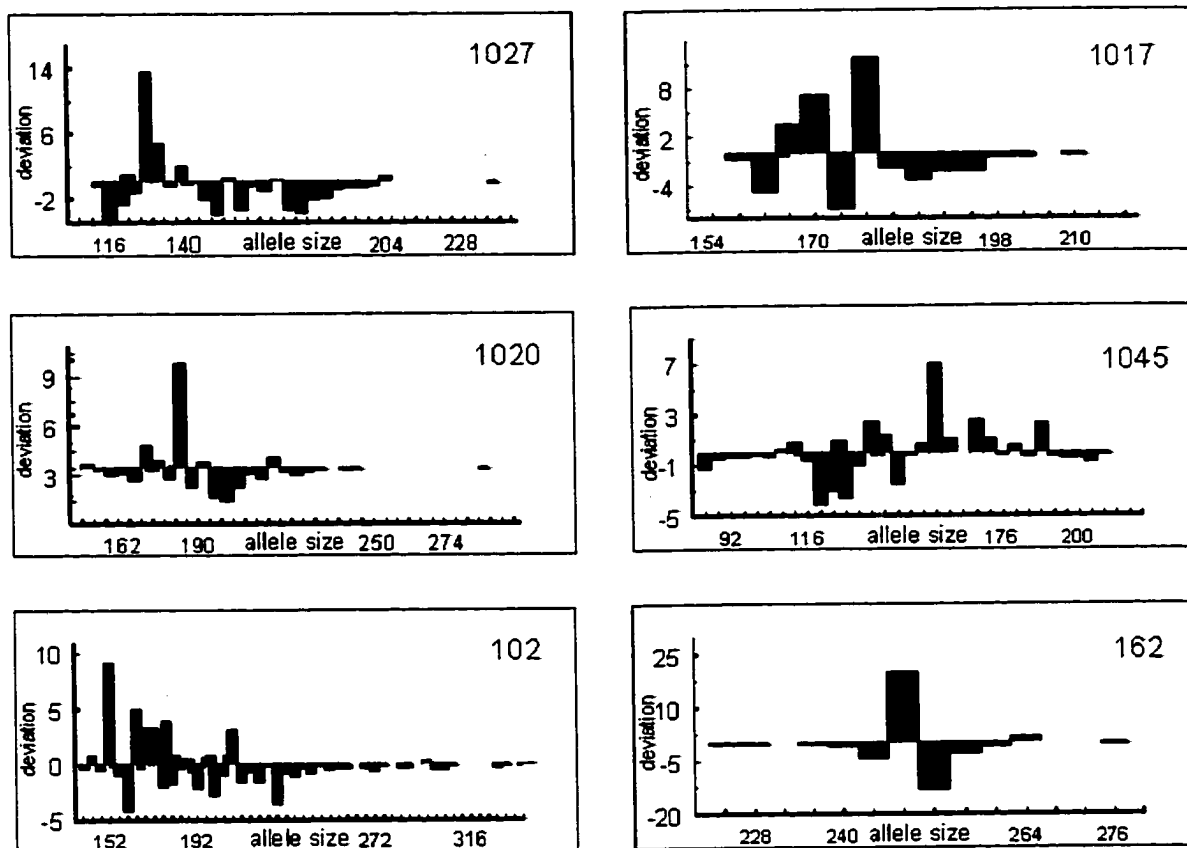 1027
14
6
-2
deviation
116 140 allele size 204 228
1017
8
2
-4
deviation
154 170 allele size 198 210
1020
9
6
3
deviation
162 190 allele size 250 274
1045
7
3
-1
-5
deviation
92 116 allele size 176 200
102
10
5
0
-5
deviation
152 192 allele size 272 316
162
25
10
-5
-20
deviation
228 240 allele size 264 276